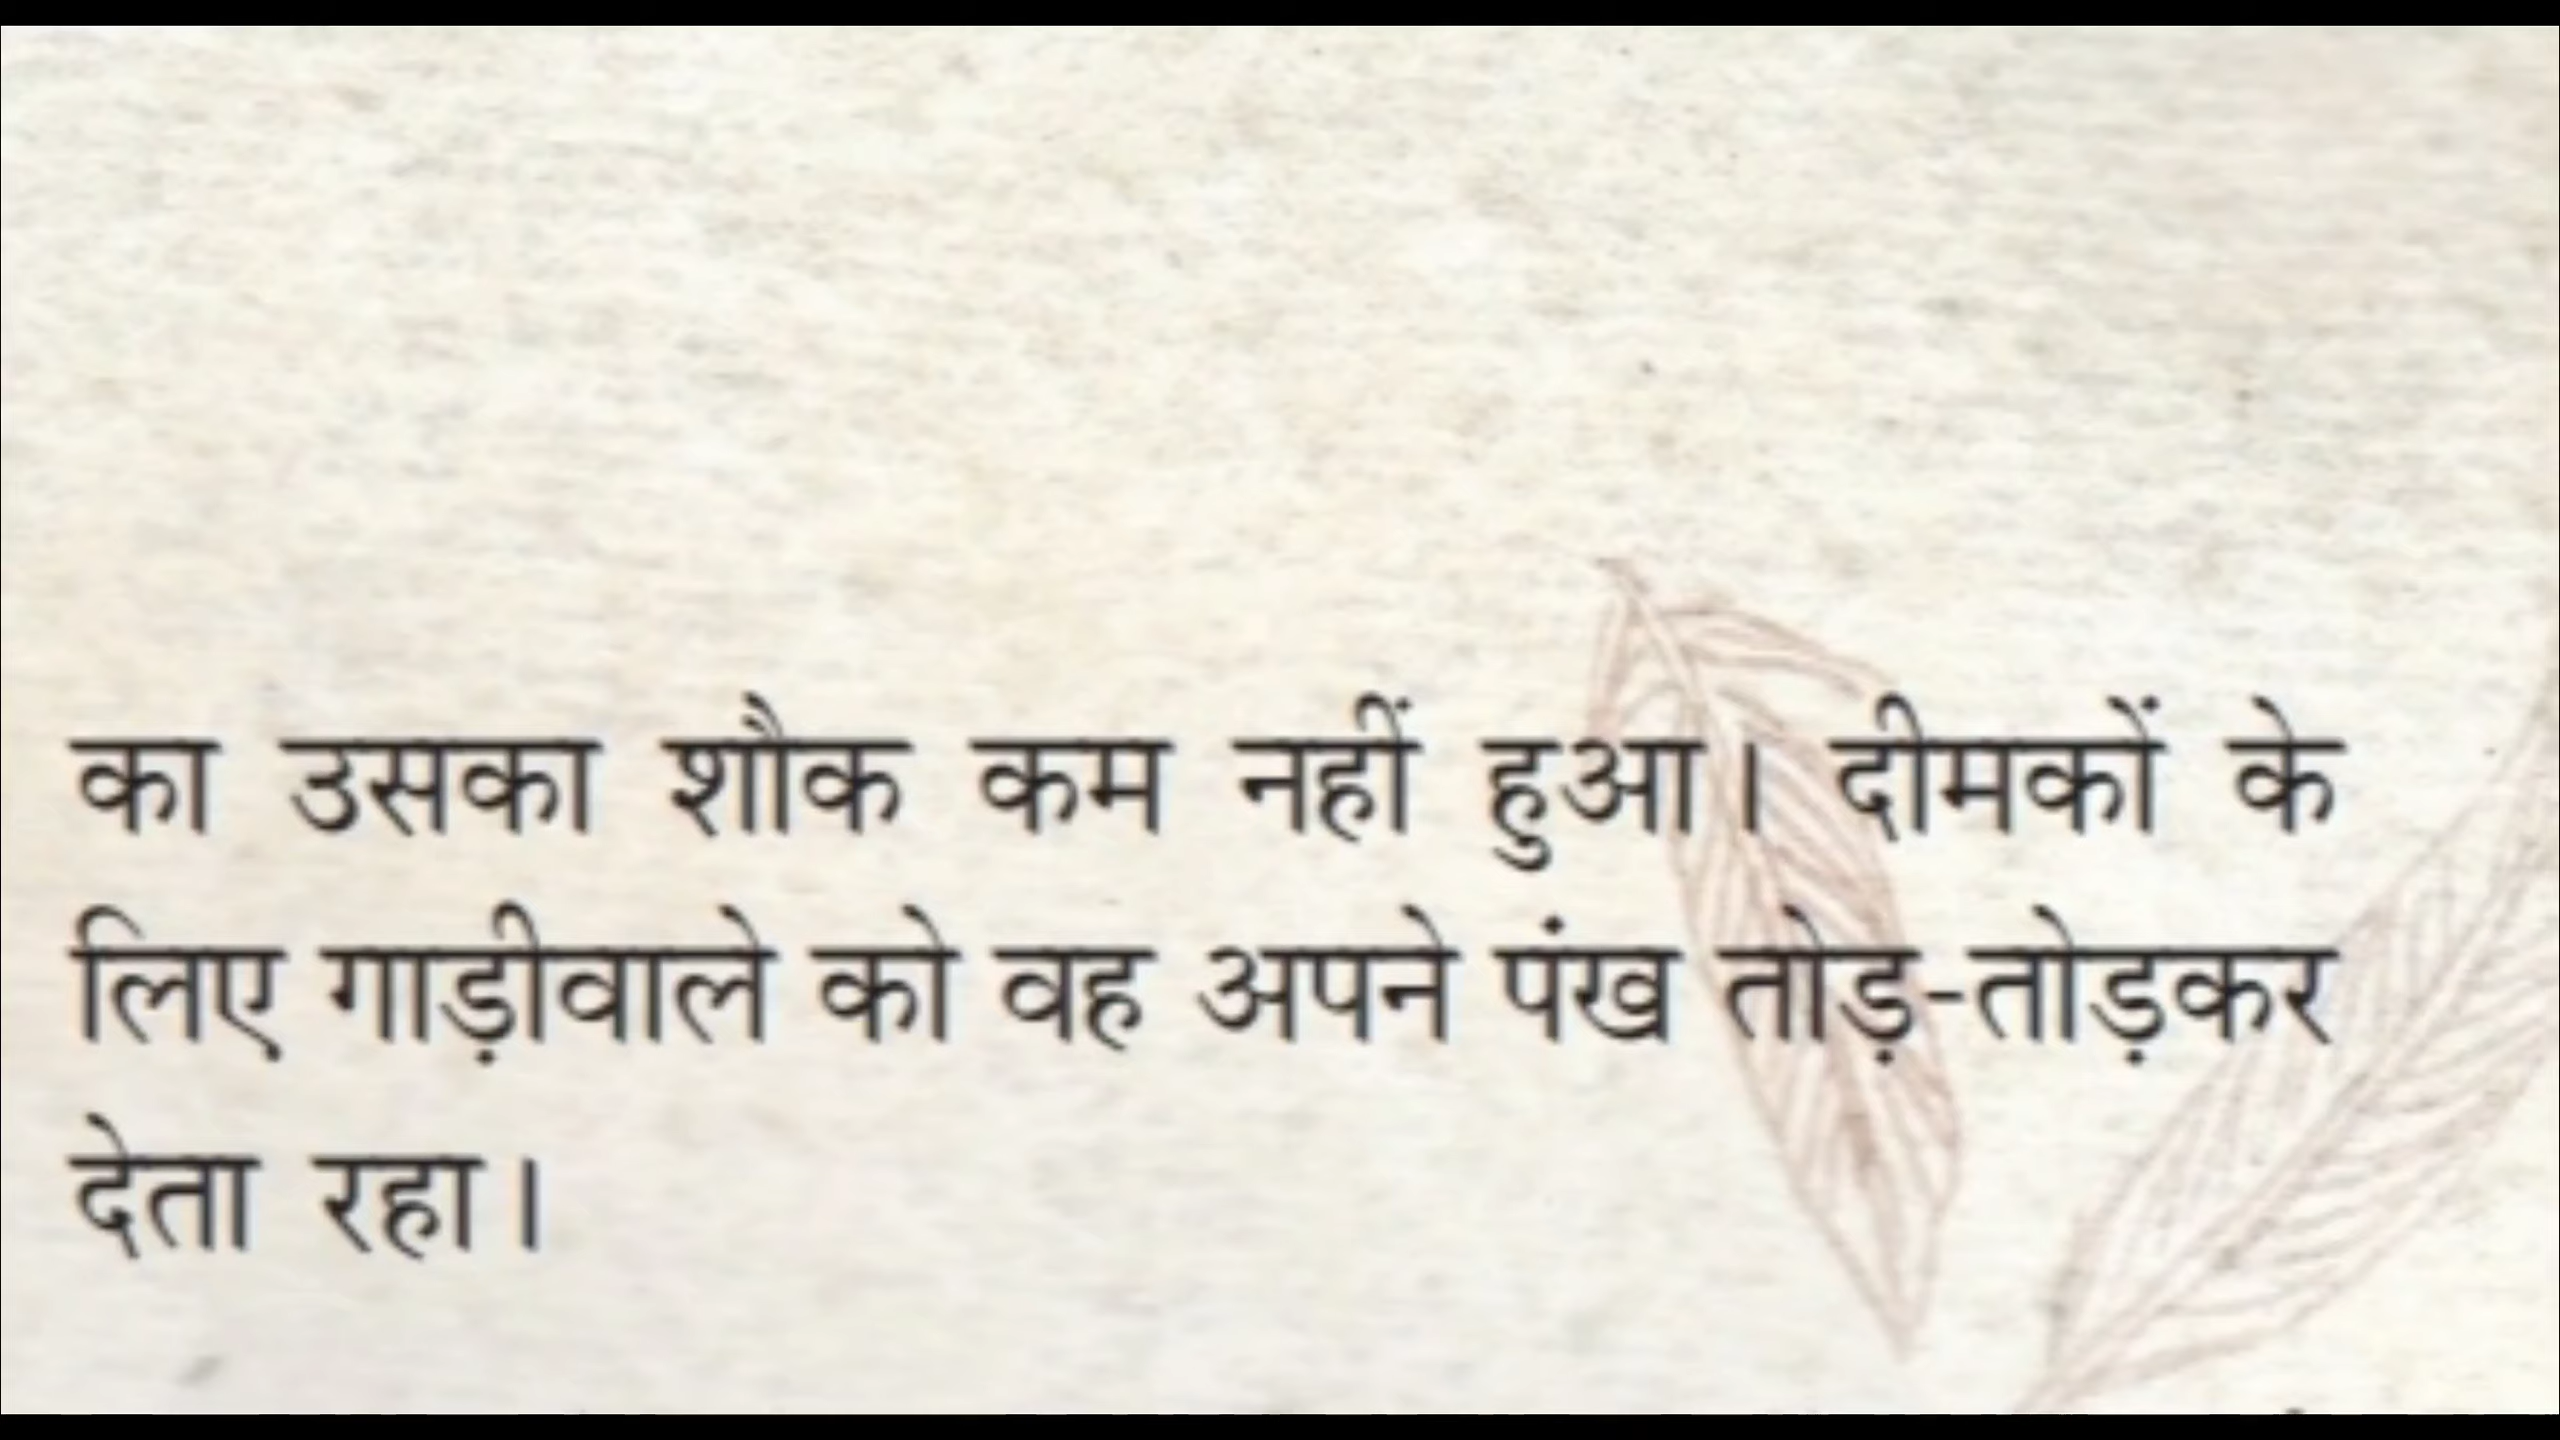 का उसका शौक कम नहीं हुआ। दीमकों के
लिए गाड़ीवाले को वह अपने पंख तोड़-तोड़कर
देता रहा।